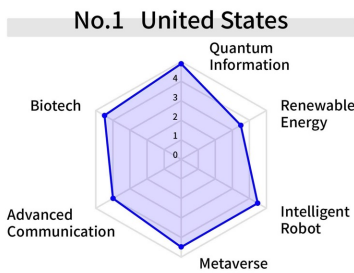 No.1 United States
Quantum
Information
4
3
2
1
0
Biotech
Renewable
Energy
Advanced
Communication
Intelligent
Robot
Metaverse